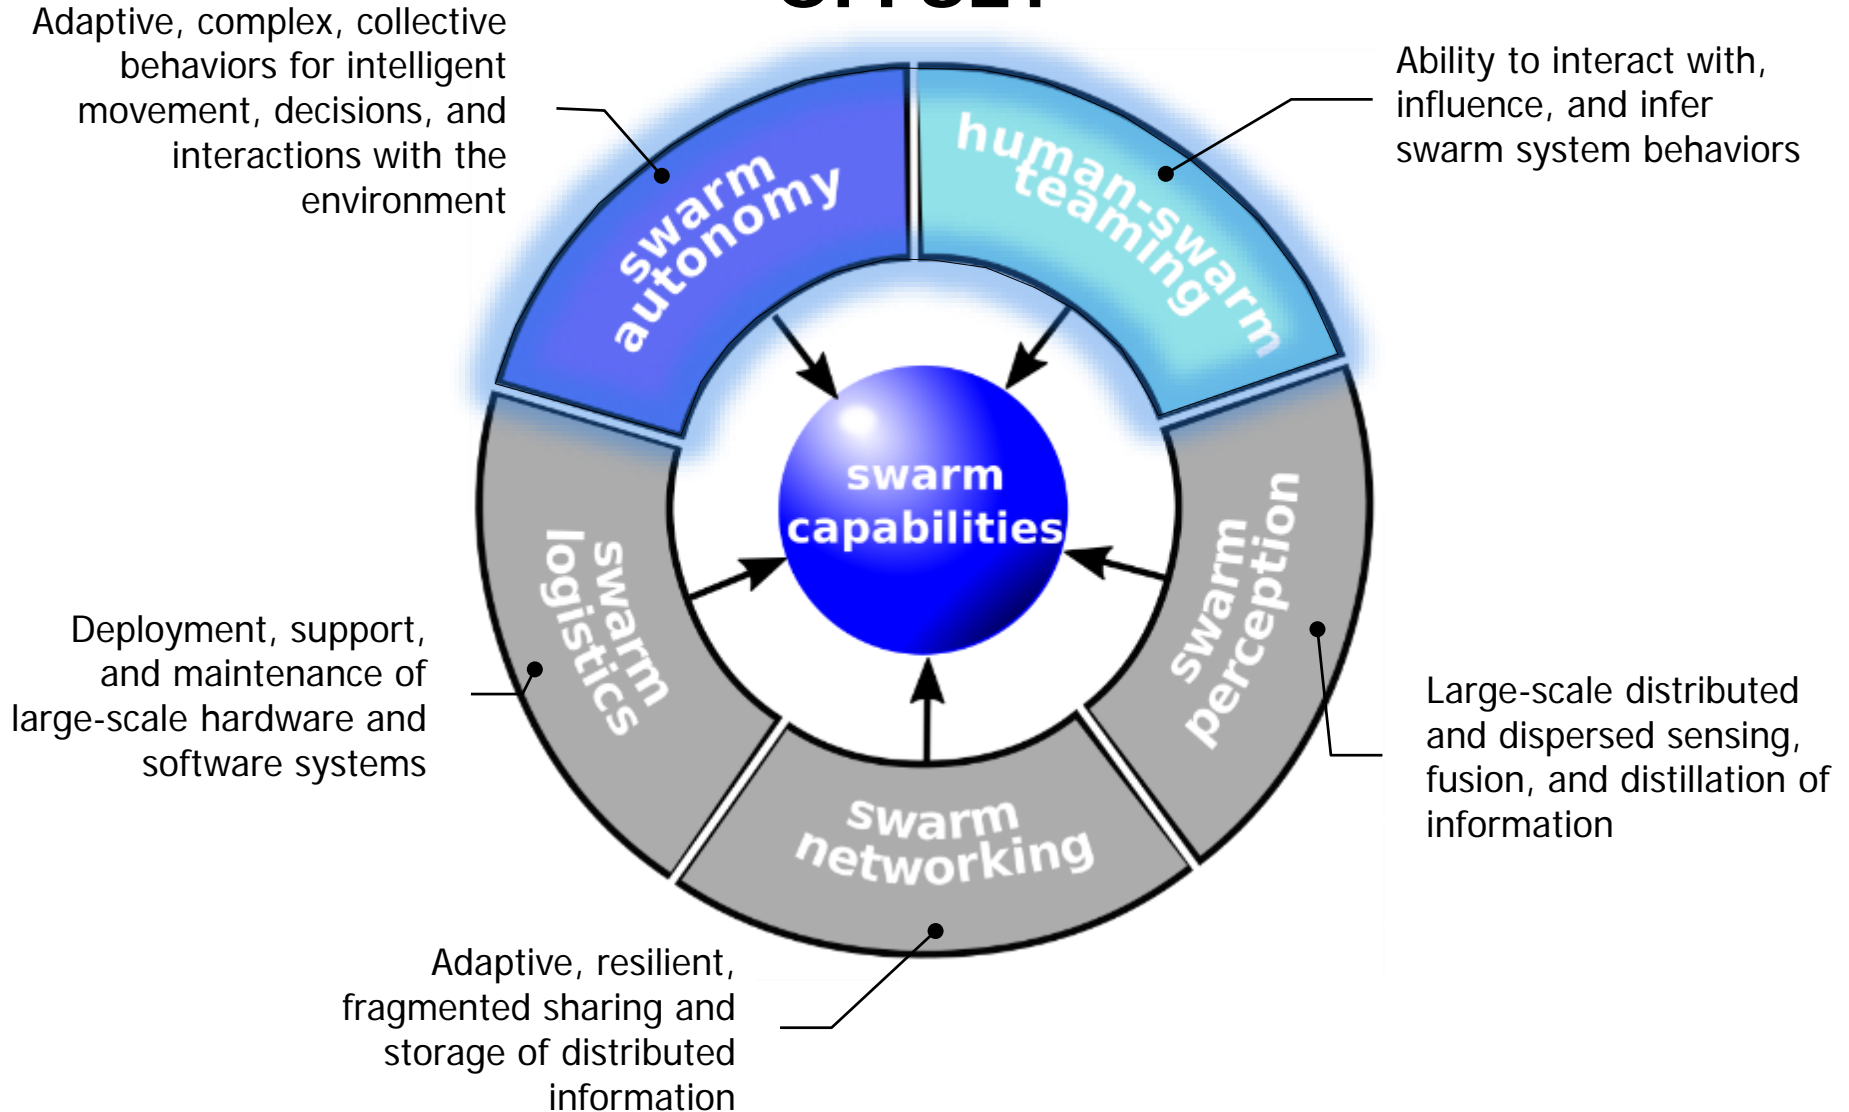 Adaptive, complex, collective
behaviors for intelligent
movement, decisions, and
interactions with the
environment
Ability to interact with,
influence, and infer
swarm system behaviors
swarm
autonomy
human-swarm
teaming
swarm
capabilities
swarm
logistics
swarm
perception
Deployment, support,
and maintenance of
large-scale hardware and
software systems
Large-scale distributed
and dispersed sensing,
fusion, and distillation of
information
swarm
networking
Adaptive, resilient,
fragmented sharing and
storage of distributed
information